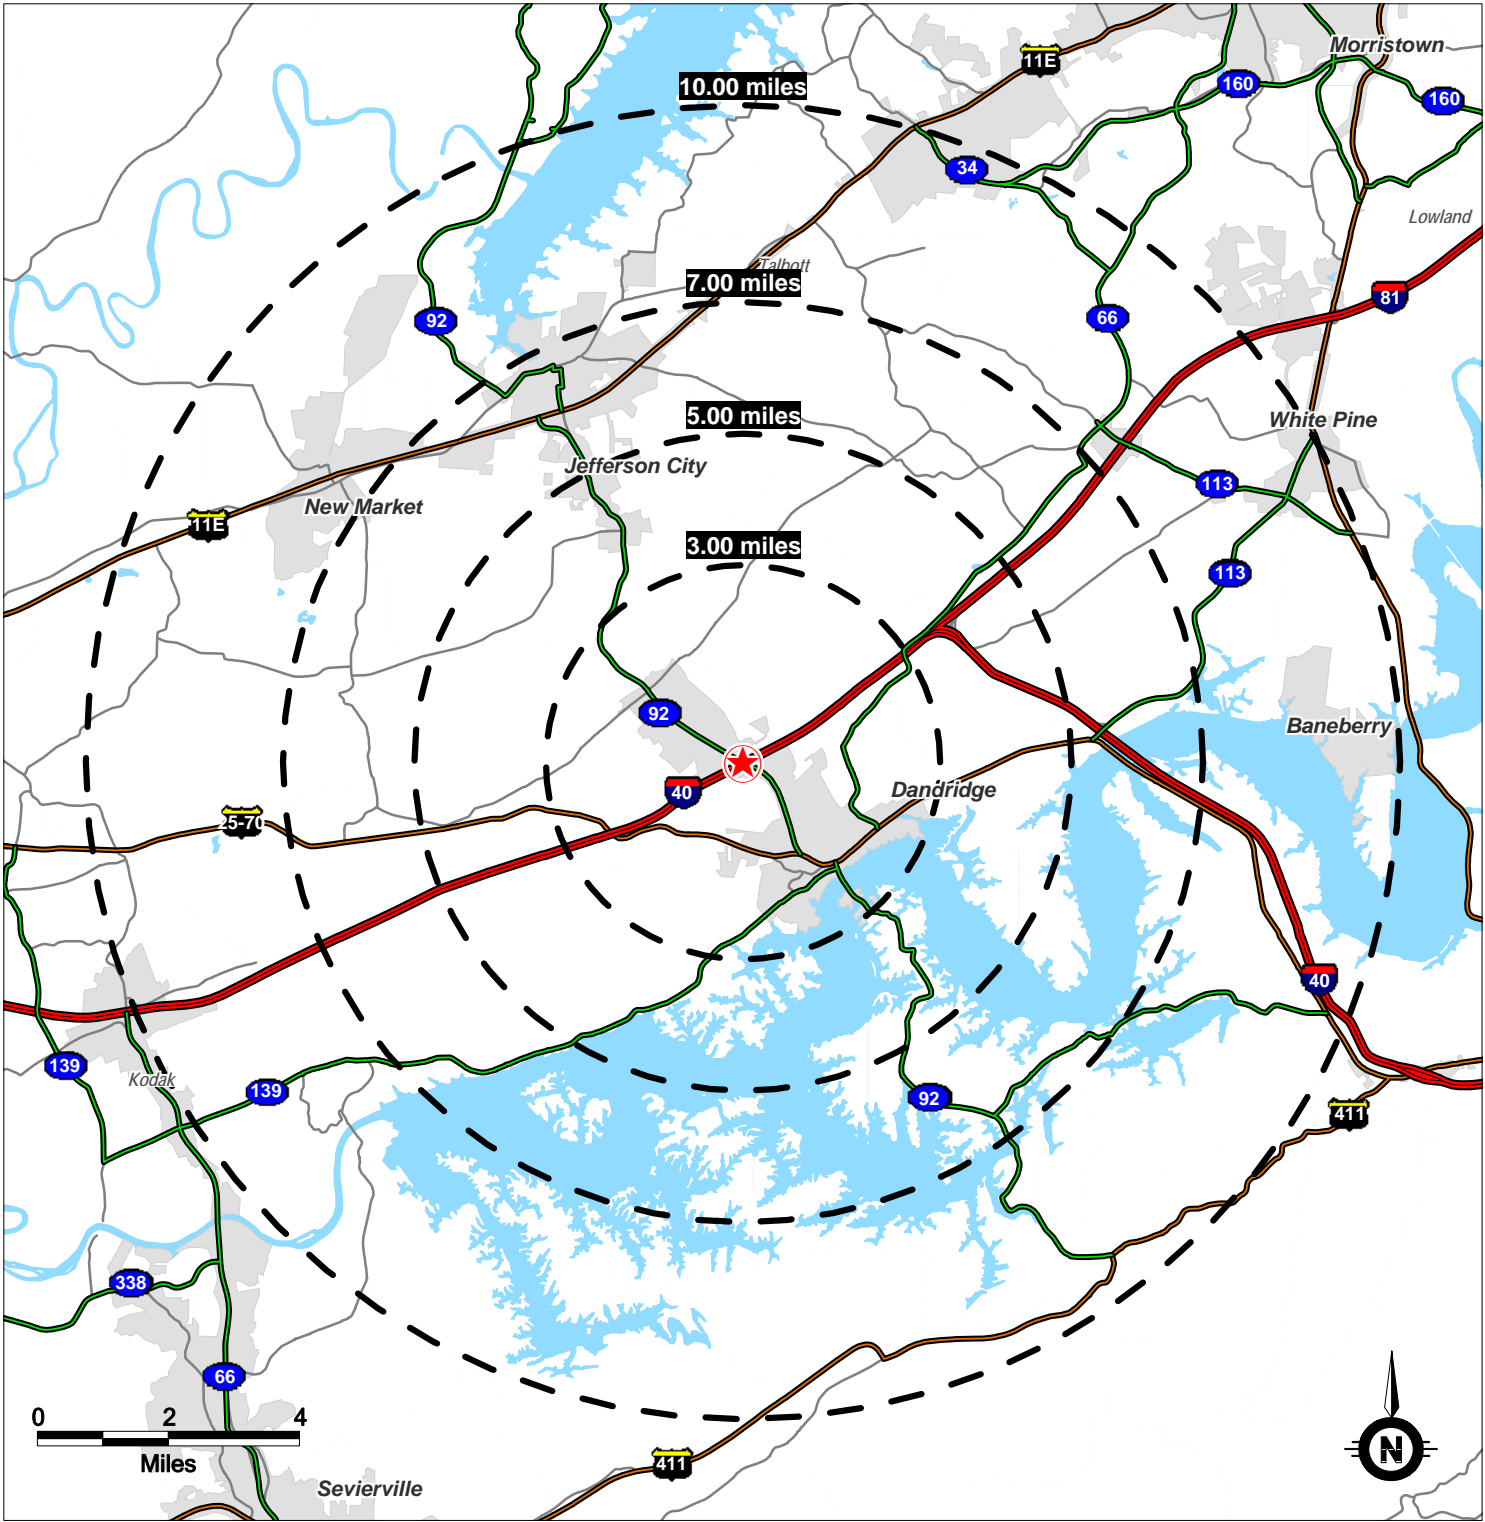 Morristown
11E
10.00 miles
160
160
34
Lowland
Talbott
7.00 miles
81
66
92
5.00 miles
White Pine
Jefferson City
113
New Market
11E
3.00 miles
113
92
Baneberry
40
Dandridge
25-70
40
139
Kodak
139
92
411
338
66
0 2 4
Miles
411
N
Sevierville